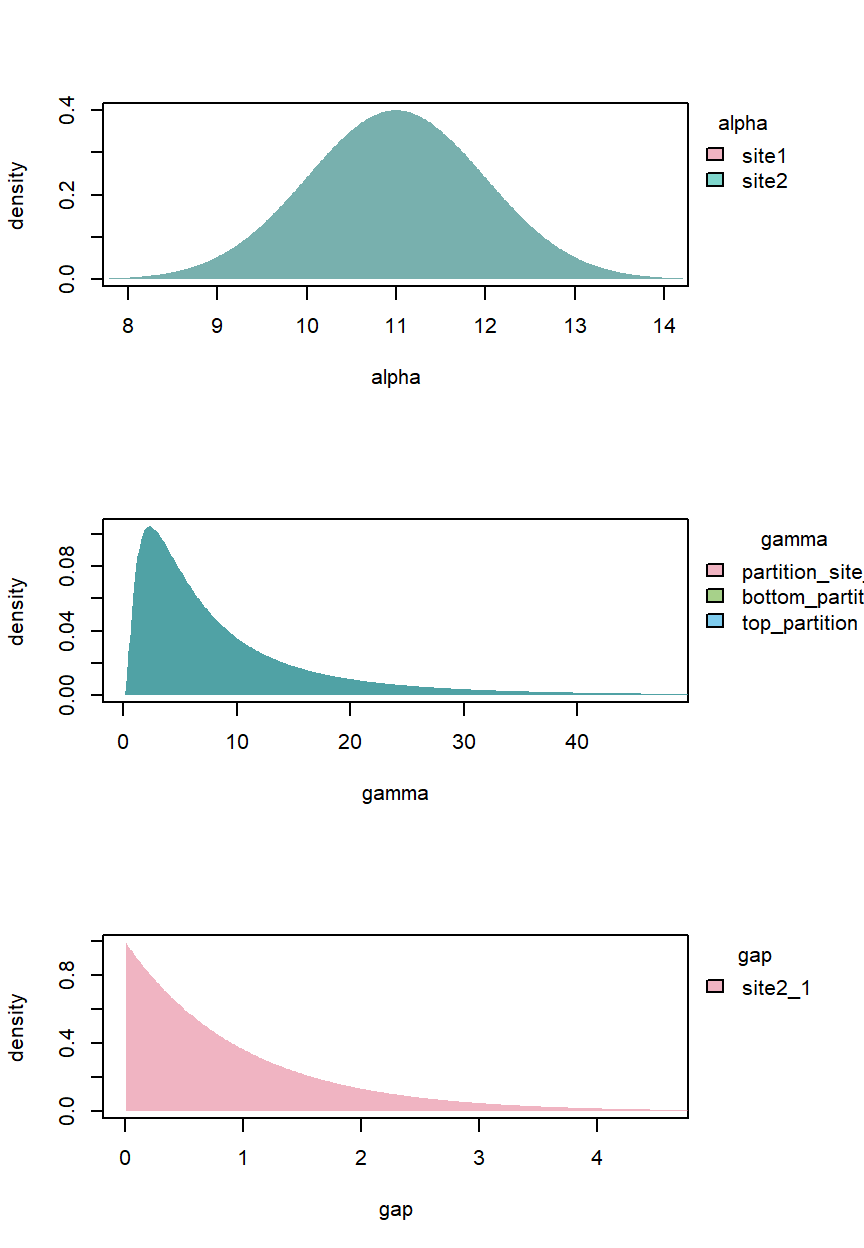 0.4
0.2
0.0
density
8 9 10 11 12 13 14
alpha
alpha
site1
site2
0.08
0.04
0.00
density
0 10 20 30 40
gamma
gamma
partition_site_
bottom_partit
top_partition
0.8
0.4
0.0
density
0 1 2 3 4
gap
gap
site2_1